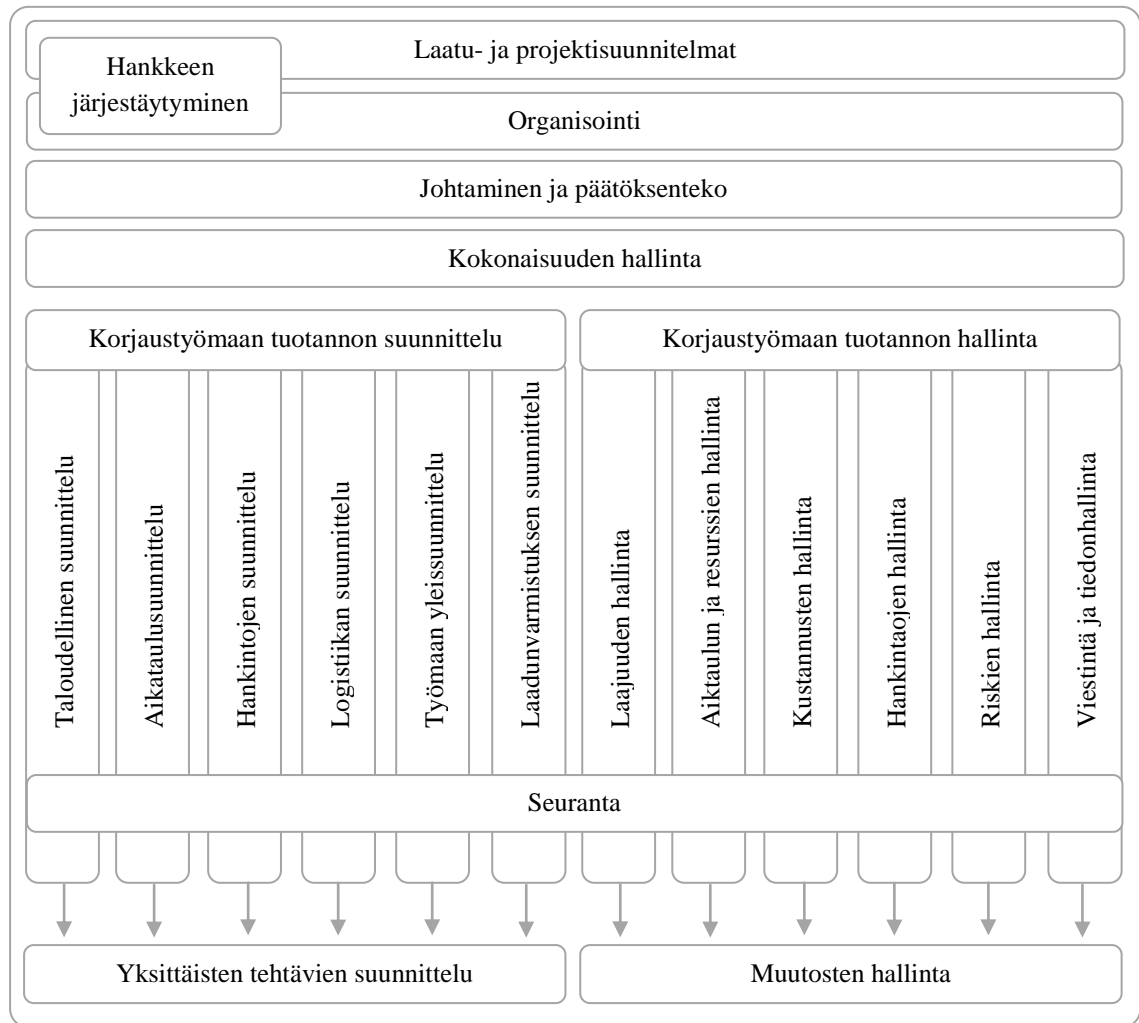 Laatu- ja projektisuunnitelmat
Hankkeen
järjestäytyminen
Organisointi
Johtaminen ja päätöksenteko
Kokonaisuuden hallinta
Korjaustyömaan tuotannon suunnittelu
Korjaustyömaan tuotannon hallinta
Taloudellinen suunnittelu
Aikataulusuunnittelu
Hankintojen suunnittelu
Logistiikan suunnittelu
Työmaan yleissuunnittelu
Laadunvarmistuksen suunnittelu
Laajuuden hallinta
Aiktaulun ja resurssien hallinta
Kustannusten hallinta
Hankintaojen hallinta
Riskien hallinta
Viestintä ja tiedonhallinta
Seuranta
Yksittäisten tehtävien suunnittelu
Muutosten hallinta